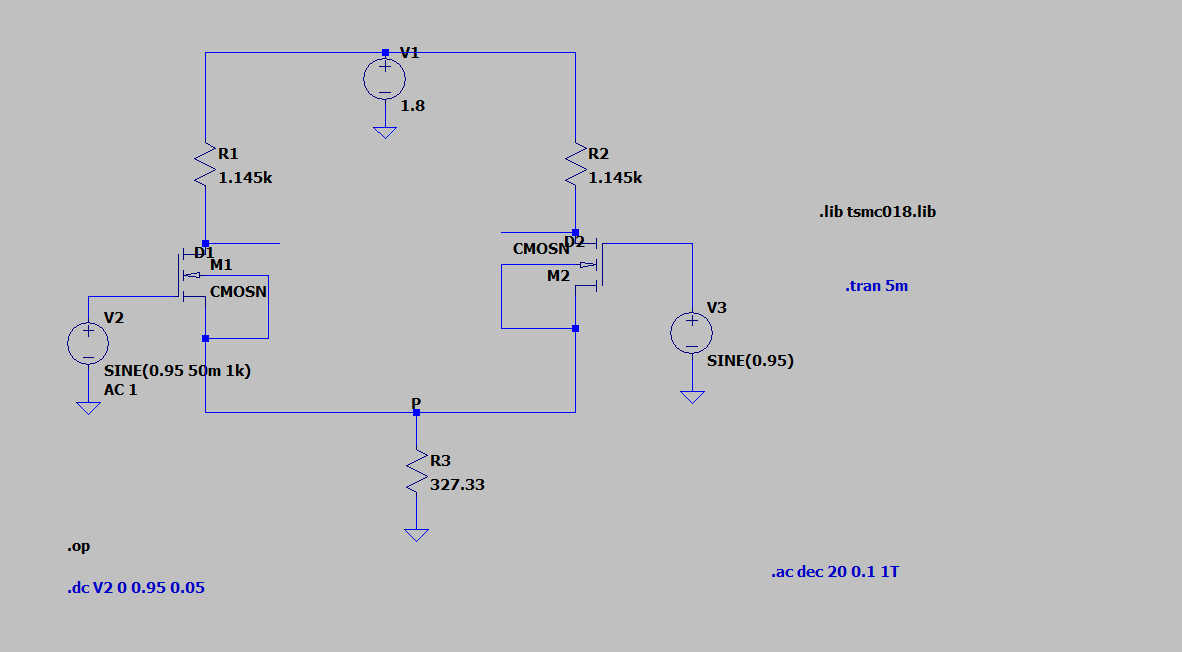 V1
1.8
R1
1.145k
R2
1.145k
.lib tsmc018.lib
D1
M1
CMOSN
D2
CMOSN
M2
.tran 5m
V2
SINE(0.95 50m 1k)
AC 1
V3
SINE(0.95)
P
R3
327.33
.op
.dc V2 0 0.95 0.05
.ac dec 20 0.1 1T